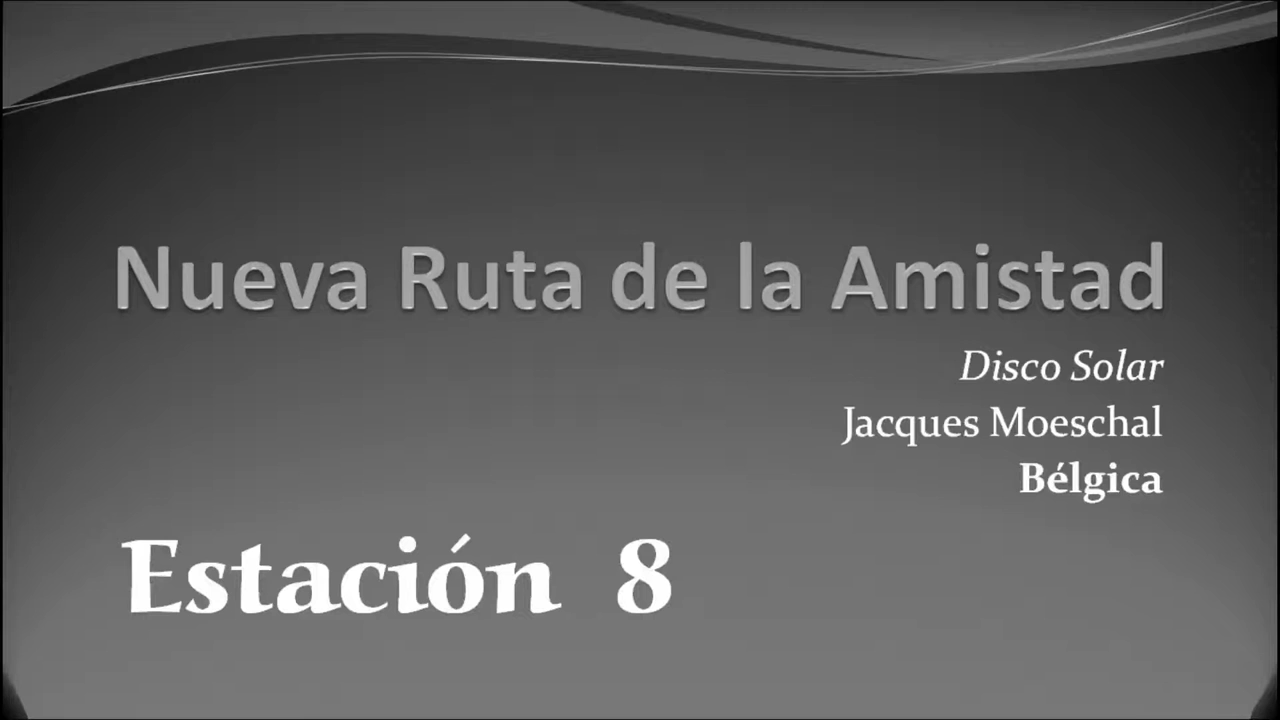 Nueva Ruta de la Amistad
Disco Solar
Jacques Moeschal
Bélgica
Estación 8